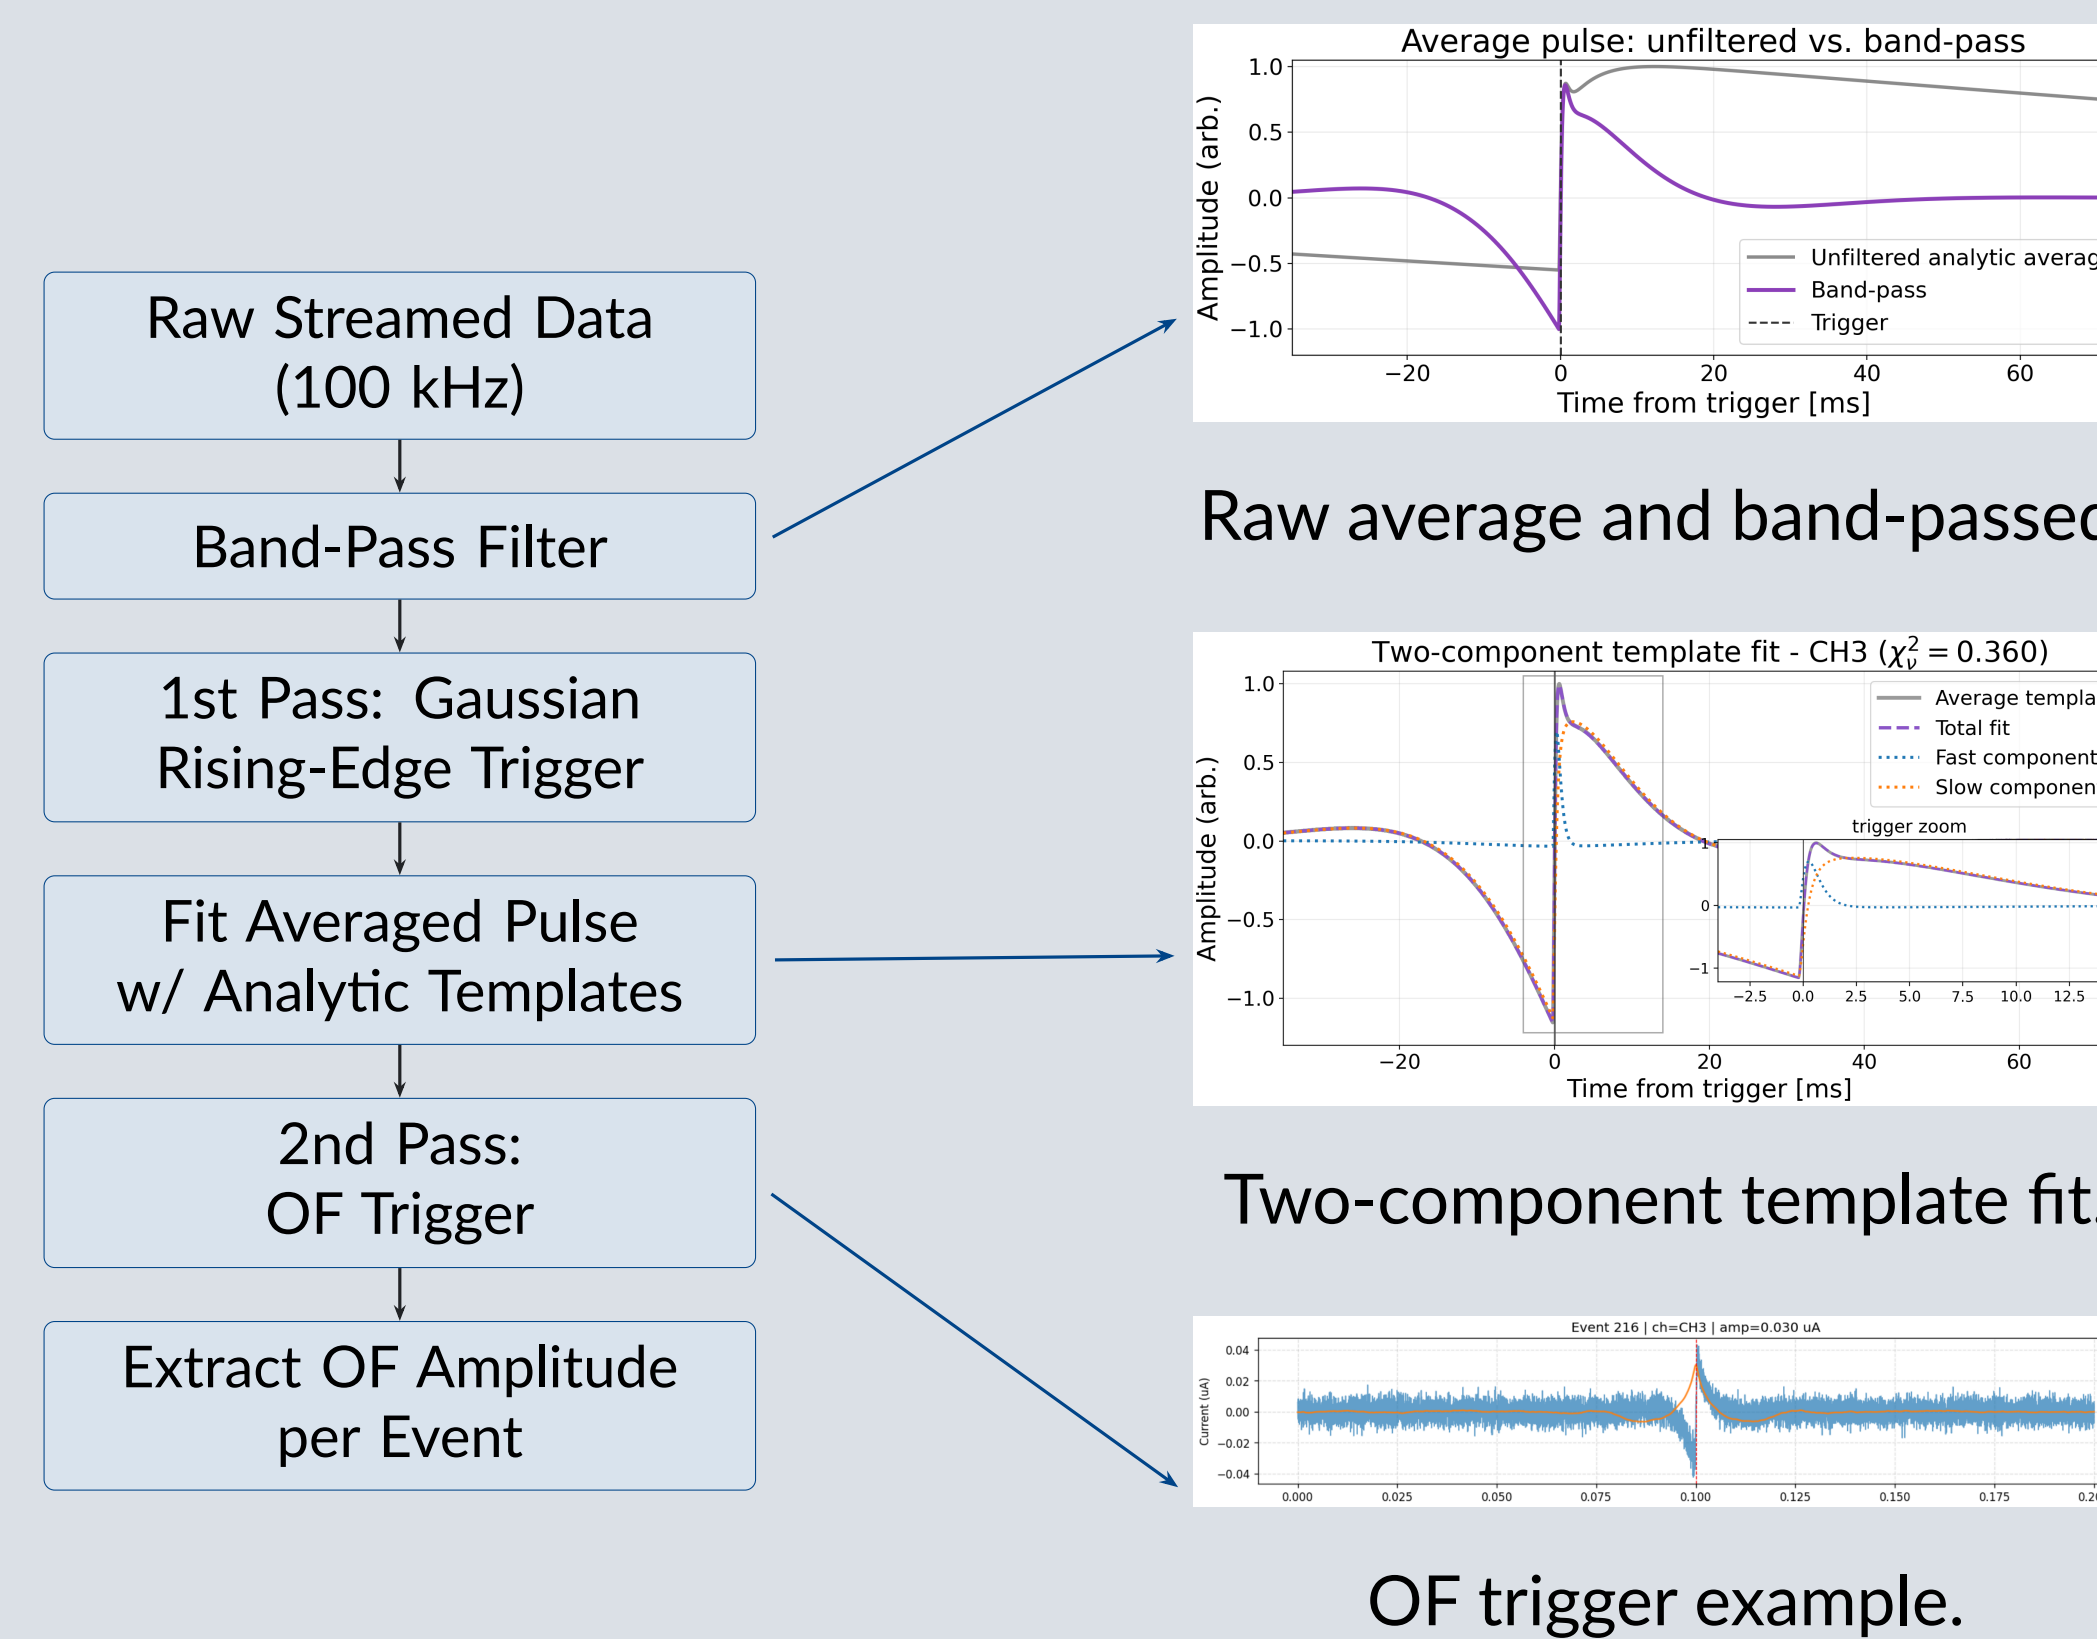 Raw Streamed Data
(100 kHz)
Band-Pass Filter
1st Pass: Gaussian
Rising-Edge Trigger
Fit Averaged Pulse
w/ Analytic Templates
2nd Pass:
OF Trigger
Extract OF Amplitude
per Event
Average pulse: unfiltered vs. band-pass
Amplitude (arb.)
1.0
0.5
0.0
−0.5
−1.0
Unfiltered analytic averag
Band-pass
Trigger
−20 0 20 40 60
Time from trigger [ms]
Raw average and band-passed
Two-component template fit - CH3 (χ²ᵥ = 0.360)
Amplitude (arb.)
1.0
0.5
0.0
−0.5
−1.0
Average templa
Total fit
Fast component
Slow componen
trigger zoom
1
0
−1
−2.5 0.0 2.5 5.0 7.5 10.0 12.5
−20 0 20 40 60
Time from trigger [ms]
Two-component template fit.
Event 216 | ch=CH3 | amp=0.030 uA
Current (uA)
0.04
0.02
0.00
−0.02
−0.04
0.000 0.025 0.050 0.075 0.100 0.125 0.150 0.175 0.20
OF trigger example.